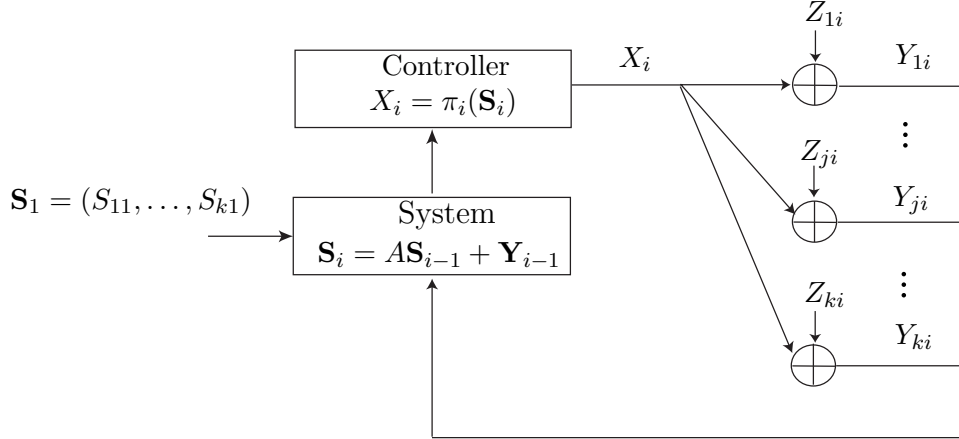 Z_{1i}
Controller
X_i = π_i(𝐒_i)
X_i
Y_{1i}
⋮
Z_{ji}
𝐒_1 = (S_{11}, . . . , S_{k1})
System
𝐒_i = A𝐒_{i−1} + 𝐘_{i−1}
Y_{ji}
⋮
Z_{ki}
Y_{ki}